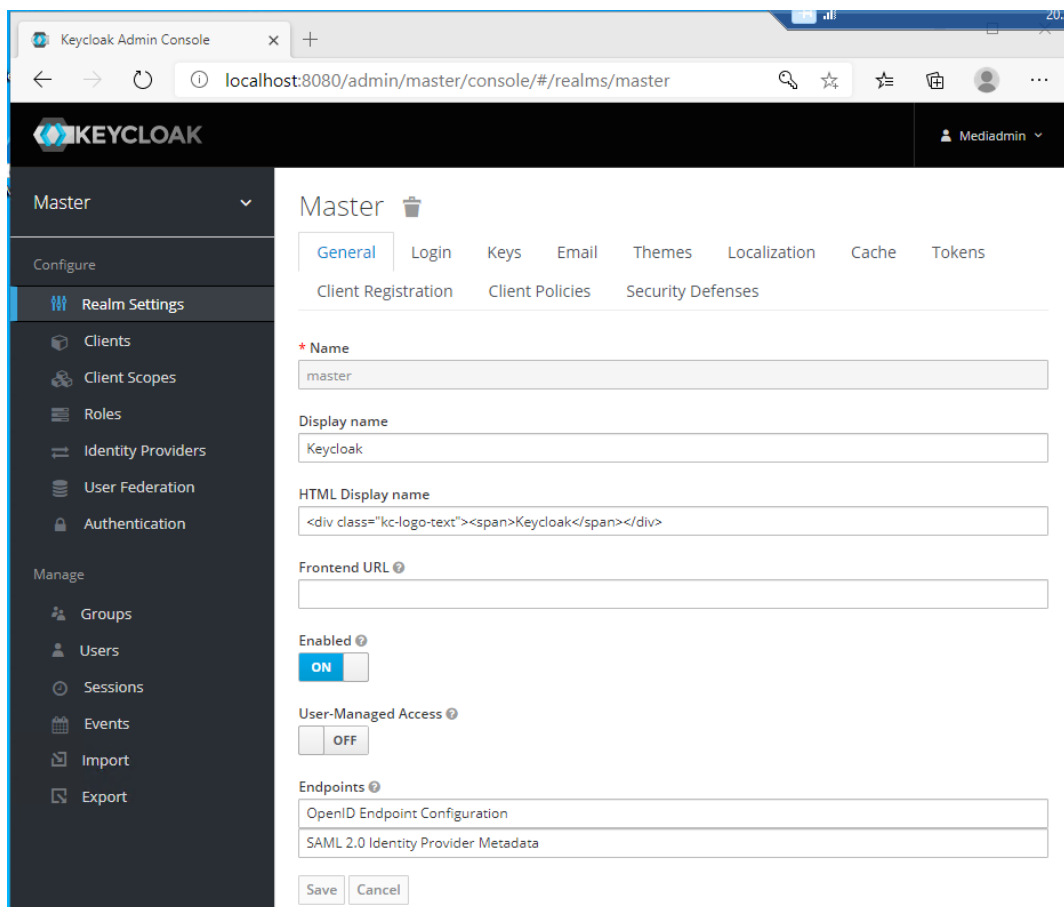 20.
Keycloak Admin Console
localhost:8080/admin/master/console/#/realms/master
KEYCLOAK
Mediadmin
Master
Configure
Realm Settings
Clients
Client Scopes
Roles
Identity Providers
User Federation
Authentication
Manage
Groups
Users
Sessions
Events
Import
Export
Master
General Login Keys Email Themes Localization Cache Tokens
Client Registration Client Policies Security Defenses
* Name
master
Display name
Keycloak
HTML Display name
<div class="kc-logo-text"><span>Keycloak</span></div>
Frontend URL
Enabled
ON
User-Managed Access
OFF
Endpoints
OpenID Endpoint Configuration
SAML 2.0 Identity Provider Metadata
Save Cancel